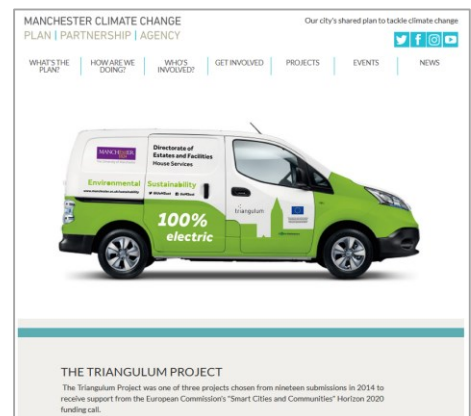 MANCHESTER CLIMATE CHANGE
PLAN | PARTNERSHIP | AGENCY
Our city's shared plan to tackle climate change
WHAT'S THE PLAN?
HOW ARE WE DOING?
WHO'S INVOLVED?
GET INVOLVED
PROJECTS
EVENTS
NEWS
MANCHESTER
Directorate of
Estates and Facilities
House Services
Environmental Sustainability
100%
electric
triangulum
THE TRIANGULUM PROJECT
The Triangulum Project was one of three projects chosen from nineteen submissions in 2014 to
receive support from the European Commission's "Smart Cities and Communities" Horizon 2020
funding call.